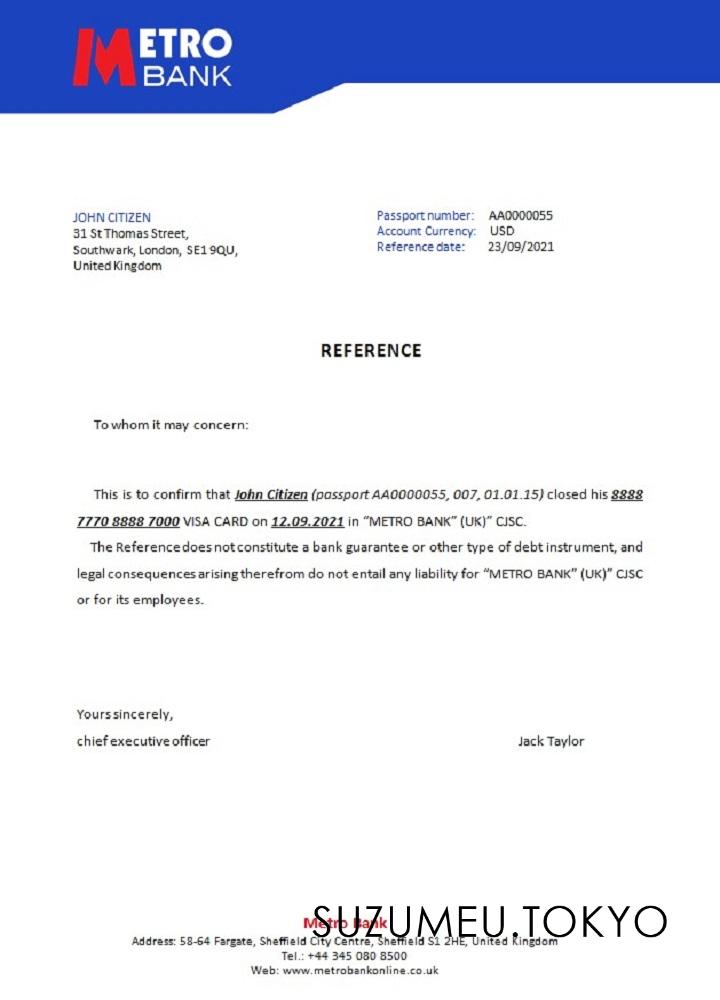 METRO
BANK
JOHN CITIZEN
31 St Thomas Street,
Southwark, London, SE1 9QU,
United Kingdom
Passport number: AA0000055
Account Currency: USD
Reference date: 23/09/2021
REFERENCE
To whom it may concern:
This is to confirm that John Citizen (passport AA0000055, 007, 01.01.15) closed his 8888
7770 8888 7000 VISA CARD on 12.09.2021 in “METRO BANK” (UK)” CJSC.
The Reference does not constitute a bank guarantee or other type of debt instrument, and
legal consequences arising therefrom do not entail any liability for “METRO BANK” (UK)” CJSC
or for its employees.
Yours sincerely,
chief executive officer Jack Taylor
Metro Bank
SUZUMEU.TOKYO
Address: 58-64 Fargate, Sheffield City Centre, Sheffield S1 2HE, United Kingdom
Tel.: +44 345 080 8500
Web: www.metrobankonline.co.uk